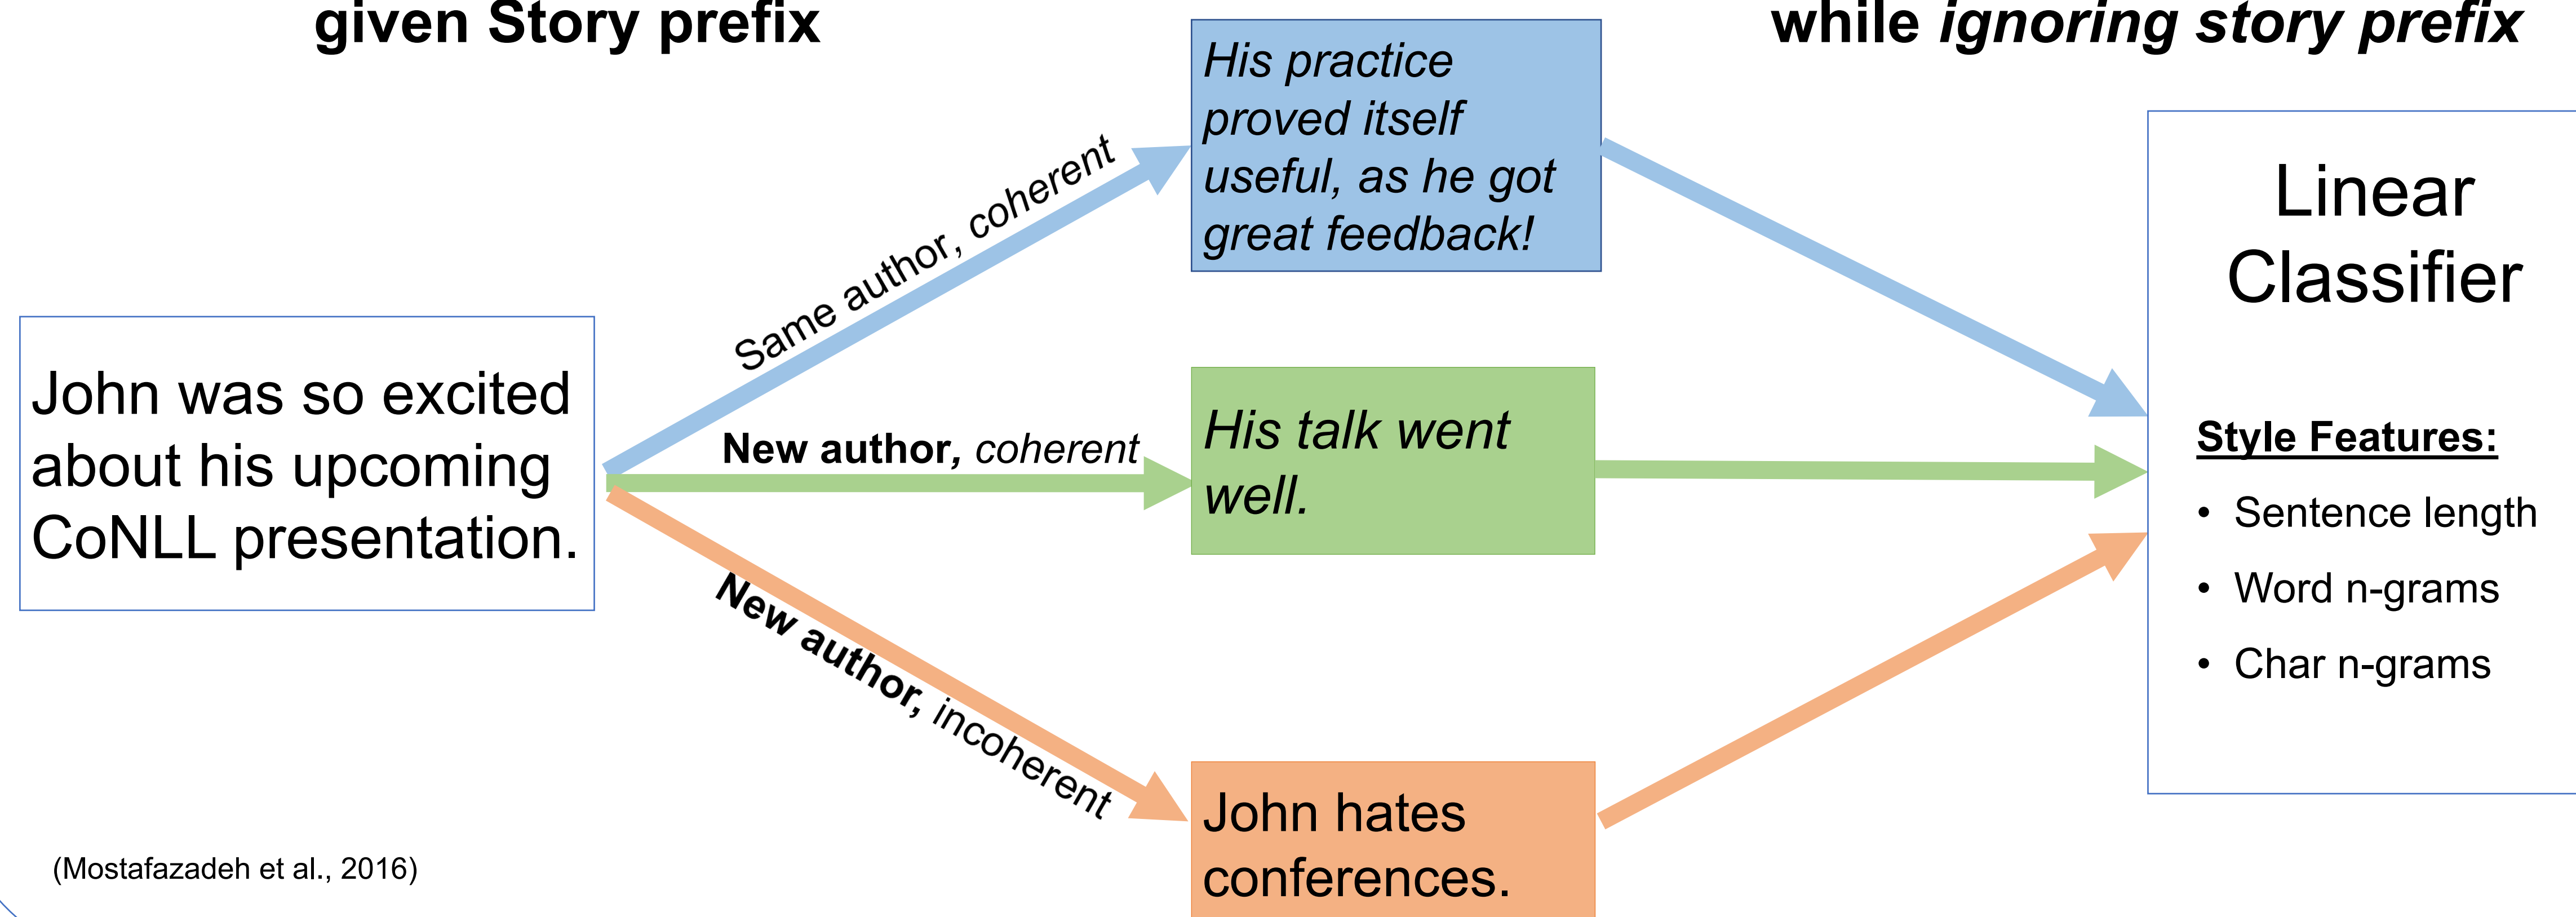 given Story prefix
while ignoring story prefix
John was so excited
about his upcoming
CoNLL presentation.
Same author, coherent
New author, coherent
New author, incoherent
His practice
proved itself
useful, as he got
great feedback!
His talk went
well.
John hates
conferences.
Linear
Classifier
Style Features:
• Sentence length
• Word n-grams
• Char n-grams
(Mostafazadeh et al., 2016)